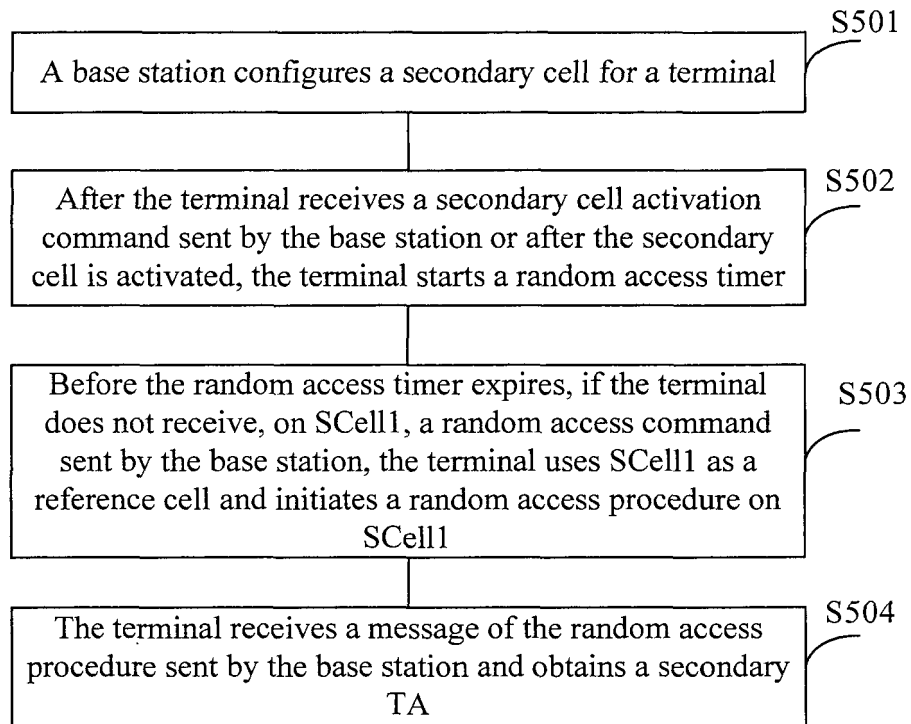 S501
A base station configures a secondary cell for a terminal
S502
After the terminal receives a secondary cell activation
command sent by the base station or after the secondary
cell is activated, the terminal starts a random access timer
S503
Before the random access timer expires, if the terminal
does not receive, on SCell1, a random access command
sent by the base station, the terminal uses SCell1 as a
reference cell and initiates a random access procedure on
SCell1
S504
The terminal receives a message of the random access
procedure sent by the base station and obtains a secondary
TA